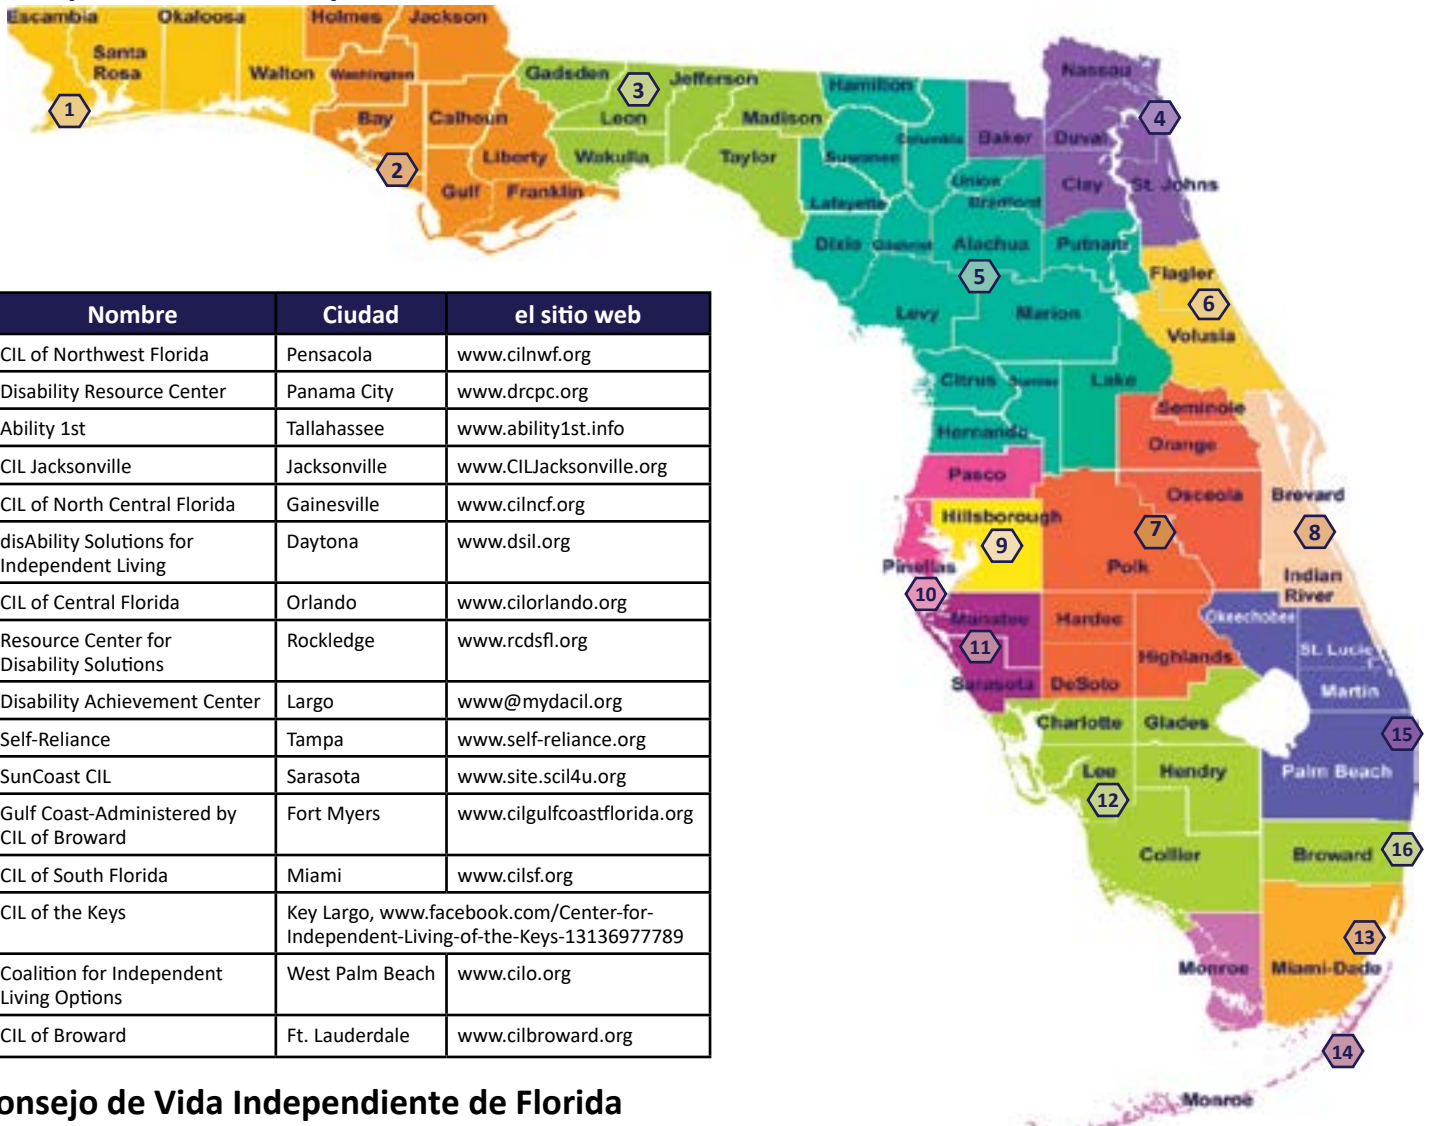 Escambia
Okaloosa
Holmes
Jackson
Santa
Rosa
Walton
Washington
Gadsden
Jefferson
Hamilton
Nassau
1
3
4
Bay
Calhoun
Leon
Madison
Columbia
Baker
Duval
2
Liberty
Wakulla
Taylor
Suwanee
Union
Clay
St. Johns
Gulf
Franklin
Lafayette
Bradford
Dixie
Gilchrist
Alachua
Putnam
5
Flagler
6
Levy
Marion
Volusia
Citrus
Sumter
Lake
Seminole
Hernando
Orange
Pasco
Osceola
Brevard
Hillsborough
9
7
8
Pinellas
Polk
Indian
River
10
Manatee
Hardee
Okeechobee
11
Highlands
St. Lucie
Sarasota
DeSoto
Martin
Charlotte
Glades
15
Lee
Hendry
Palm Beach
12
Collier
Broward
16
13
Monroe
Miami-Dade
14
Monroe
Nombre Ciudad el sitio web
CIL of Northwest Florida Pensacola www.cilnwf.org
Disability Resource Center Panama City www.drcpc.org
Ability 1st Tallahassee www.ability1st.info
CIL Jacksonville Jacksonville www.CILJacksonville.org
CIL of North Central Florida Gainesville www.cilncf.org
disAbility Solutions for Daytona www.dsil.org
Independent Living
CIL of Central Florida Orlando www.cilorlando.org
Resource Center for Rockledge www.rcdsfl.org
Disability Solutions
Disability Achievement Center Largo www@mydacil.org
Self-Reliance Tampa www.self-reliance.org
SunCoast CIL Sarasota www.site.scil4u.org
Gulf Coast-Administered by Fort Myers www.cilgulfcoastflorida.org
CIL of Broward
CIL of South Florida Miami www.cilsf.org
CIL of the Keys Key Largo, www.facebook.com/Center-for-
Independent-Living-of-the-Keys-13136977789
Coalition for Independent West Palm Beach www.cilo.org
Living Options
CIL of Broward Ft. Lauderdale www.cilbroward.org
onsejo de Vida Independiente de Florida